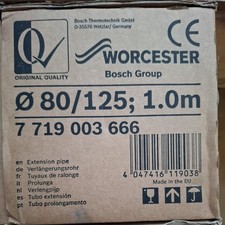 Bosch Thermotechnik GmbH
D-35576 Wetzlar/ Germany
CE
ORIGINAL QUALITY
WORCESTER
Bosch Group
Ø 80/125; 1.0m
7 719 003 666
en Extension pipe
de Verlängerungsrohr
fr Tuyaux de ralonge
it Prolunga
nl Verlengpijp
es Tubo extensión
pt Tubo prolongamento
4 047416 119038
Made in the EU